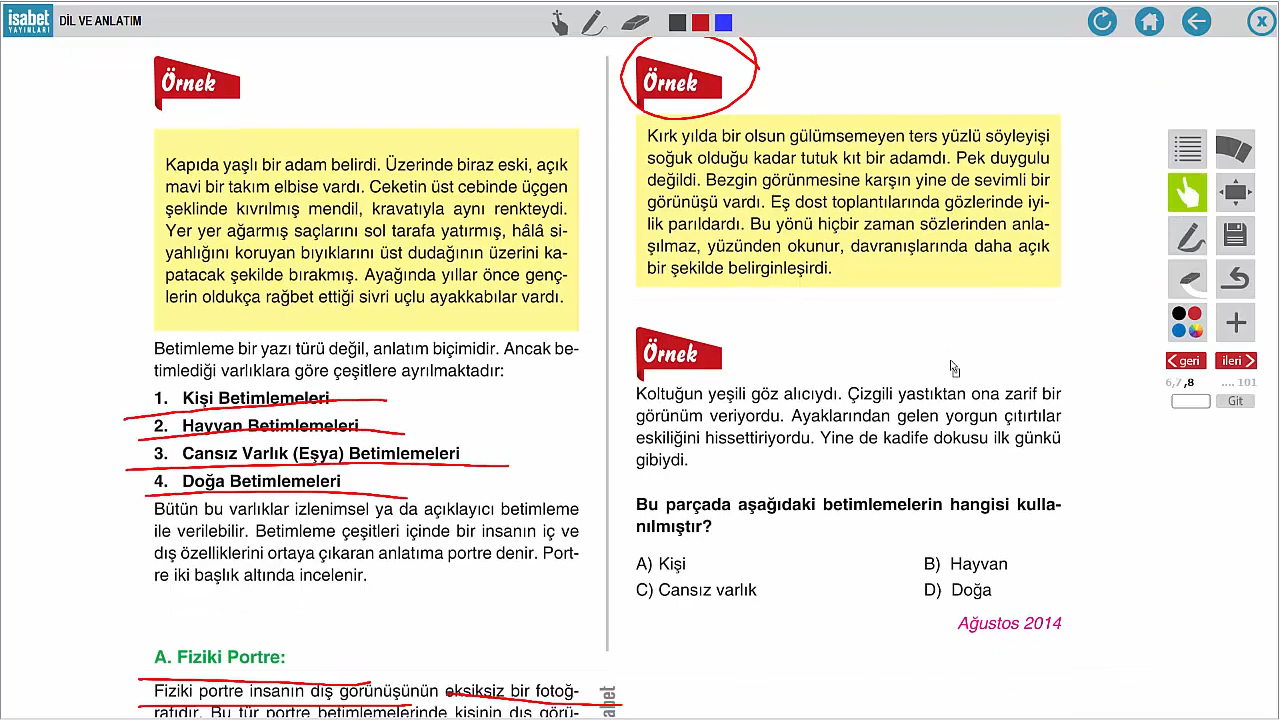 isabet
YAYINLARI
DİL VE ANLATIM
Örnek
Kapıda yaşlı bir adam belirdi. Üzerinde biraz eski, açık
mavi bir takım elbise vardı. Ceketin üst cebinde üçgen
şeklinde kıvrılmış mendil, kravatıyla aynı renkteydi.
Yer yer ağarmış saçlarını sol tarafa yatırmış, hâlâ si-
yahlığını koruyan bıyıklarını üst dudağının üzerini ka-
patacak şekilde bırakmış. Ayağında yıllar önce genç-
lerin oldukça rağbet ettiği sivri uçlu ayakkabılar vardı.
Betimleme bir yazı türü değil, anlatım biçimidir. Ancak be-
timlediği varlıklara göre çeşitlere ayrılmaktadır:
1. Kişi Betimlemeleri
2. Hayvan Betimlemeleri
3. Cansız Varlık (Eşya) Betimlemeleri
4. Doğa Betimlemeleri
Bütün bu varlıklar izlenimsel ya da açıklayıcı betimleme
ile verilebilir. Betimleme çeşitleri içinde bir insanın iç ve
dış özelliklerini ortaya çıkaran anlatıma portre denir. Port-
re iki başlık altında incelenir.
A. Fiziki Portre:
Fiziki portre insanın dış görünüşünün eksiksiz bir fotoğ-
rafıdır. Bu tür portre betimlemelerinde kişinin dış görü-
Örnek
Kırk yılda bir olsun gülümsemeyen ters yüzlü söyleyişi
soğuk olduğu kadar tutuk kıt bir adamdı. Pek duygulu
değildi. Bezgin görünmesine karşın yine de sevimli bir
görünüşü vardı. Eş dost toplantılarında gözlerinde iyi-
lik parıldardı. Bu yönü hiçbir zaman sözlerinden anla-
şılmaz, yüzünden okunur, davranışlarında daha açık
bir şekilde belirginleşirdi.
Örnek
Koltuğun yeşili göz alıcıydı. Çizgili yastıktan ona zarif bir
görünüm veriyordu. Ayaklarından gelen yorgun çıtırtılar
eskiliğini hissettiriyordu. Yine de kadife dokusu ilk günkü
gibiydi.
Bu parçada aşağıdaki betimlemelerin hangisi kulla-
nılmıştır?
A) Kişi B) Hayvan
C) Cansız varlık D) Doğa
Ağustos 2014
geri ileri
6,7,8 .... 101
Git